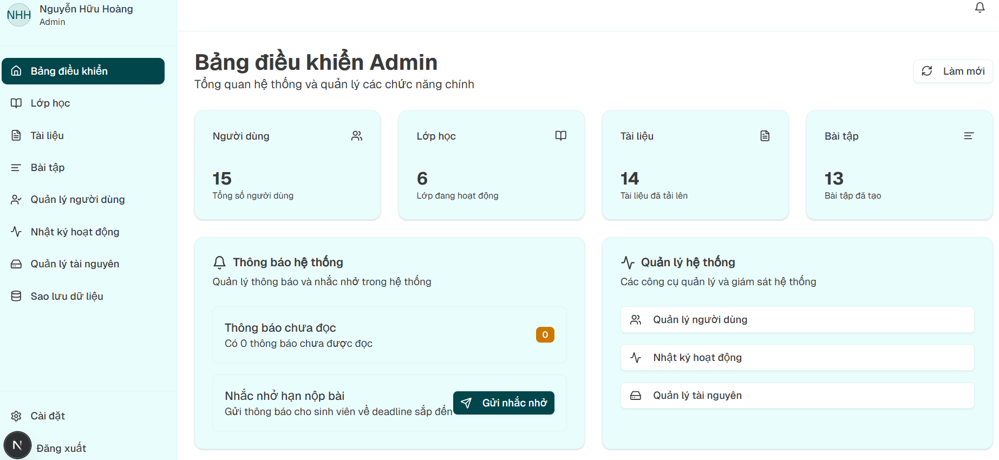 NHH
Nguyễn Hữu Hoàng
Admin
Bảng điều khiển
Lớp học
Tài liệu
Bài tập
Quản lý người dùng
Nhật ký hoạt động
Quản lý tài nguyên
Sao lưu dữ liệu
Cài đặt
N
Đăng xuất
Bảng điều khiển Admin
Tổng quan hệ thống và quản lý các chức năng chính
Làm mới
Người dùng
15
Tổng số người dùng
Lớp học
6
Lớp đang hoạt động
Tài liệu
14
Tài liệu đã tải lên
Bài tập
13
Bài tập đã tạo
Thông báo hệ thống
Quản lý thông báo và nhắc nhở trong hệ thống
Thông báo chưa đọc
Có 0 thông báo chưa được đọc
0
Nhắc nhở hạn nộp bài
Gửi thông báo cho sinh viên về deadline sắp đến
Gửi nhắc nhở
Quản lý hệ thống
Các công cụ quản lý và giám sát hệ thống
Quản lý người dùng
Nhật ký hoạt động
Quản lý tài nguyên